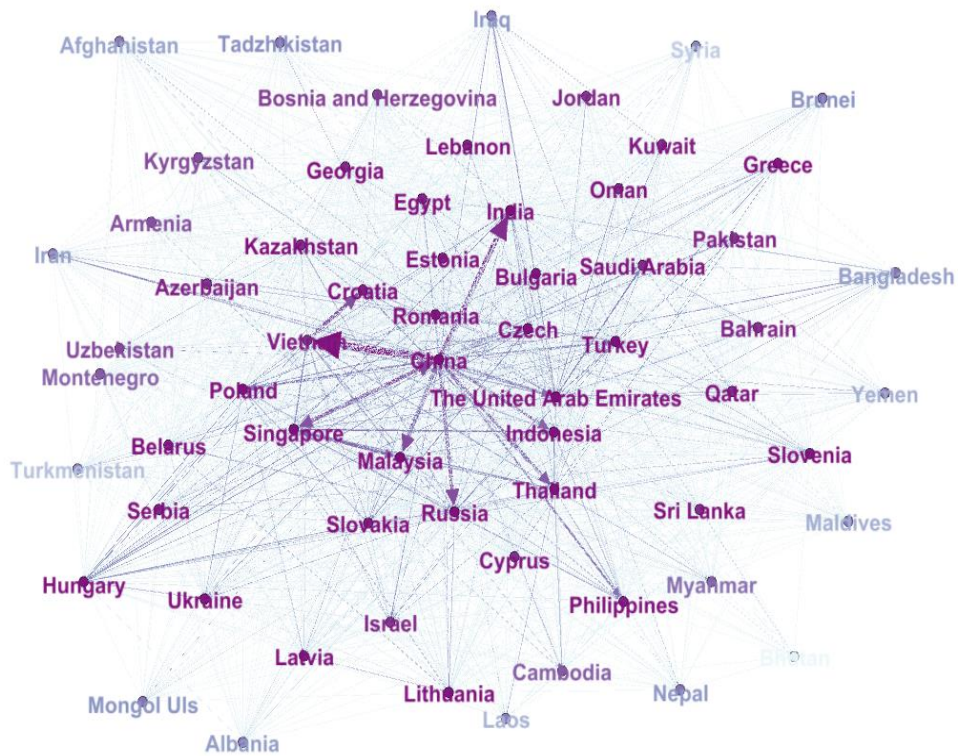 Iraq
Afghanistan
Tadzhikistan
Syria
Bosnia and Herzegovina
Jordan
Brunei
Lebanon
Kuwait
Kyrgyzstan
Georgia
Greece
Egypt
India
Oman
Armenia
Kazakhstan
Pakistan
Iran
Estonia
Saudi Arabia
Bulgaria
Bangladesh
Azerbaijan
Croatia
Romania
Czech
Bahrain
Vietnam
Turkey
Uzbekistan
China
Montenegro
Poland
The United Arab Emirates
Qatar
Yemen
Singapore
Indonesia
Belarus
Malaysia
Slovenia
Turkmenistan
Thailand
Serbia
Slovakia
Russia
Sri Lanka
Maldives
Cyprus
Hungary
Myanmar
Ukraine
Philippines
Israel
Latvia
Bhutan
Cambodia
Lithuania
Nepal
Mongol Uls
Laos
Albania